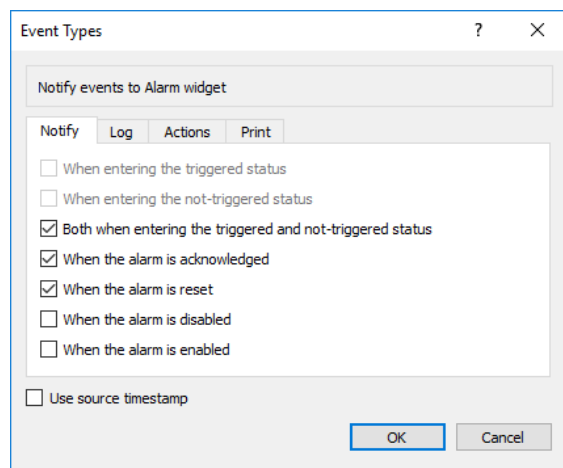 Event Types
Notify events to Alarm widget
Notify Log Actions Print
When entering the triggered status
When entering the not-triggered status
Both when entering the triggered and not-triggered status
When the alarm is acknowledged
When the alarm is reset
When the alarm is disabled
When the alarm is enabled
Use source timestamp
OK Cancel